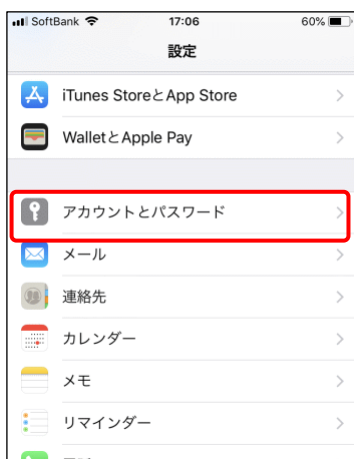 SoftBank 17:06 60%
設定
iTunes StoreとApp Store
WalletとApple Pay
アカウントとパスワード
メール
連絡先
カレンダー
メモ
リマインダー